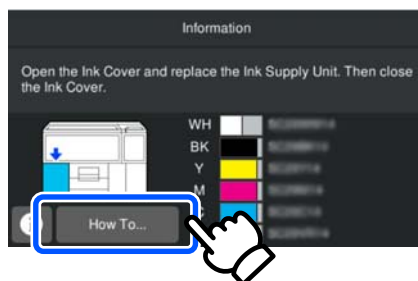 Information
Open the Ink Cover and replace the Ink Supply Unit. Then close
the Ink Cover.
WH
BK
Y
M
How To...